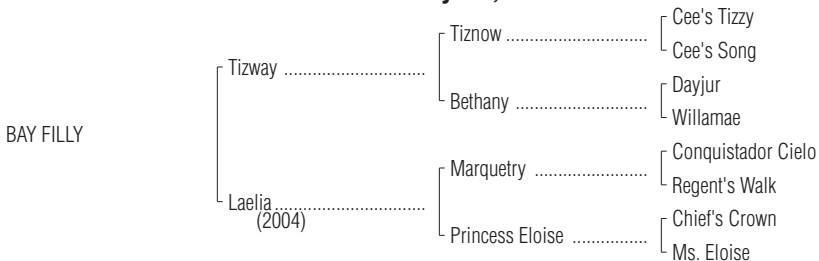 Cee's Tizzy
Tiznow ................................
Cee's Song
Tizway ................................
Dayjur
Bethany ..............................
Willamae
BAY FILLY
Conquistador Cielo
Marquetry ..........................
Regent's Walk
Laelia ..................................
(2004)
Chief's Crown
Princess Eloise .................
Ms. Eloise